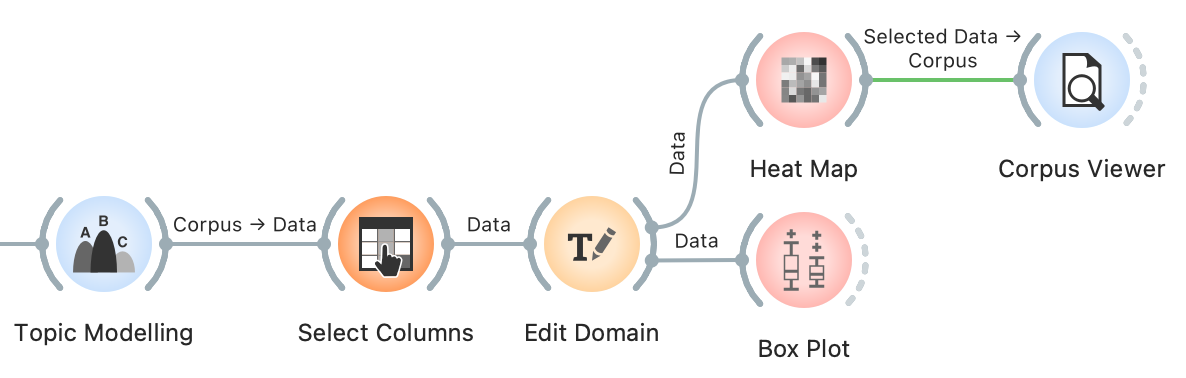 Selected Data →
Corpus
Data
Heat Map
Corpus Viewer
A B C
Corpus → Data
Data
T
Data
Topic Modelling
Select Columns
Edit Domain
Box Plot